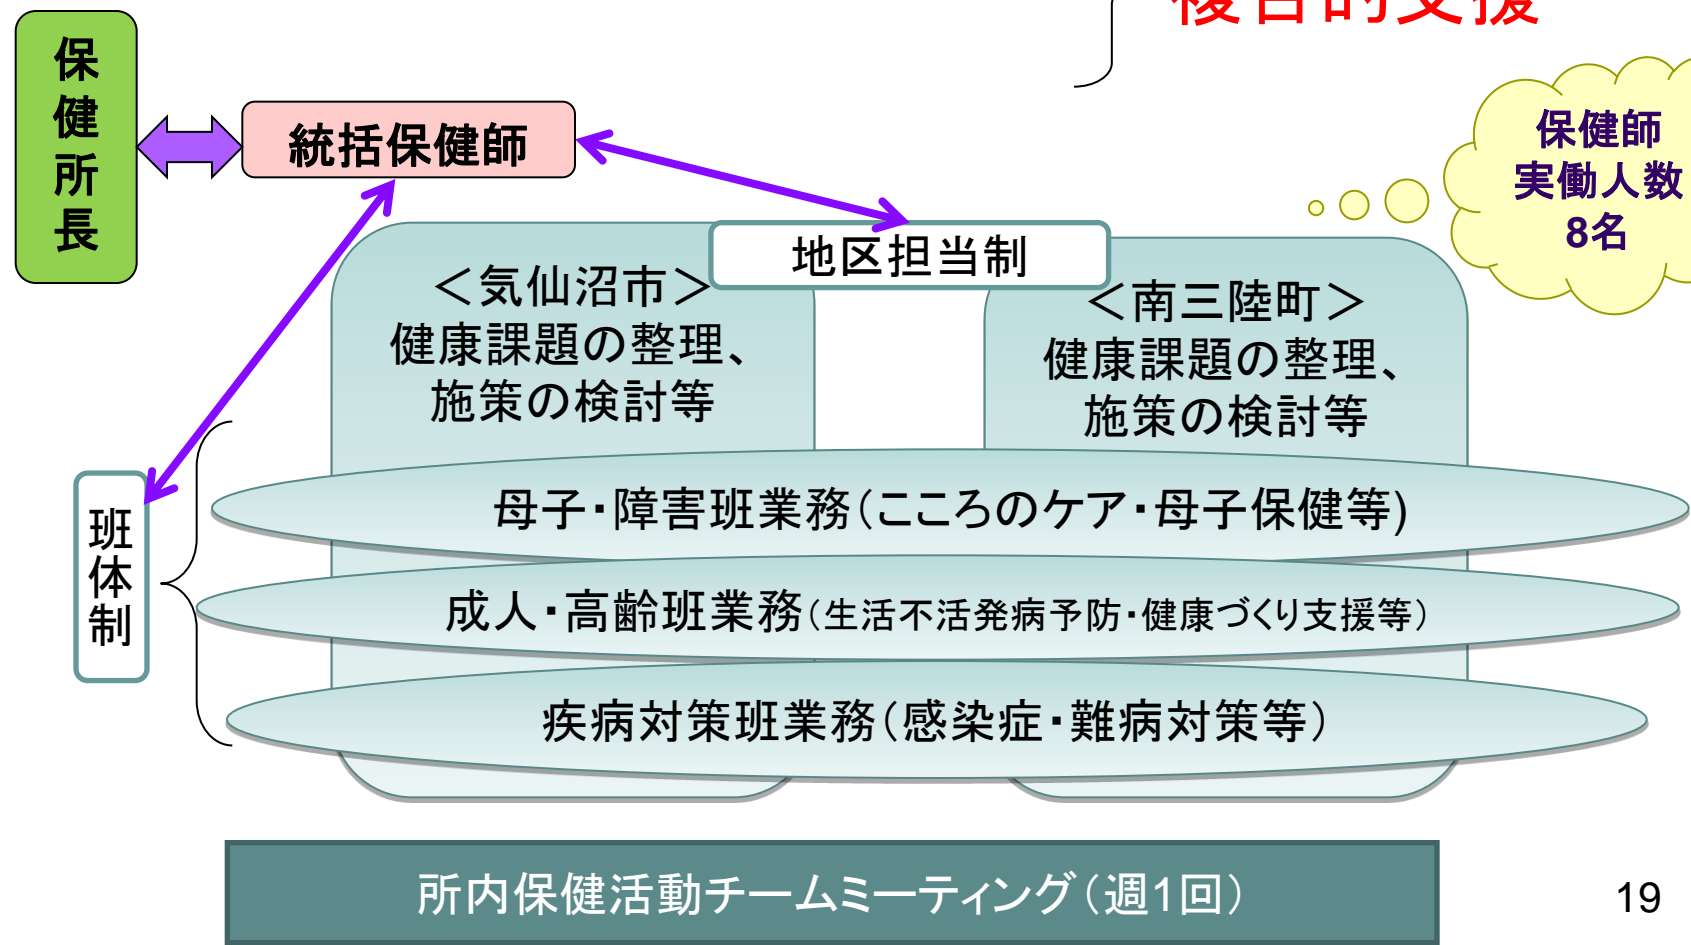 複合的支援
保健所長
統括保健師
保健師
実働人数
8名
地区担当制
＜気仙沼市＞
健康課題の整理、
施策の検討等
＜南三陸町＞
健康課題の整理、
施策の検討等
班体制
母子・障害班業務（こころのケア・母子保健等)
成人・高齢班業務（生活不活発病予防・健康づくり支援等）
疾病対策班業務（感染症・難病対策等）
所内保健活動チームミーティング（週1回）
19